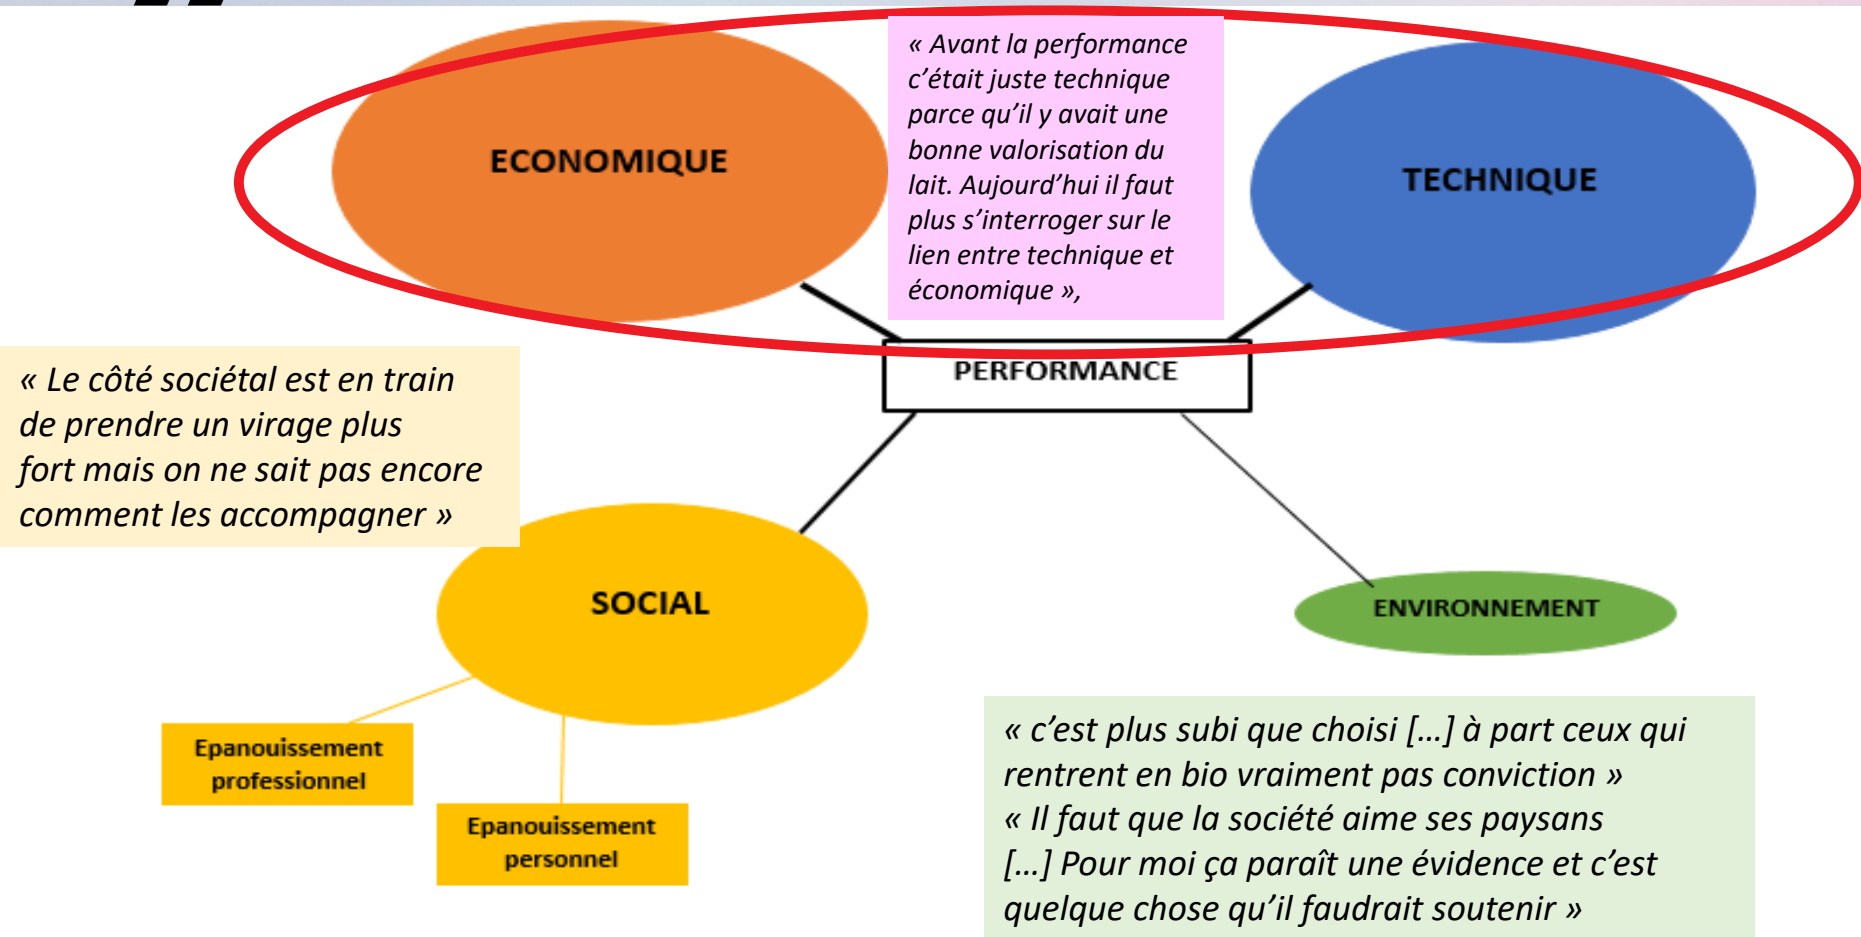 « Avant la performance
c’était juste technique
parce qu’il y avait une
bonne valorisation du
lait. Aujourd’hui il faut
plus s’interroger sur le
lien entre technique et
économique »,
ECONOMIQUE
TECHNIQUE
PERFORMANCE
« Le côté sociétal est en train
de prendre un virage plus
fort mais on ne sait pas encore
comment les accompagner »
SOCIAL
ENVIRONNEMENT
Epanouissement
professionnel
Epanouissement
personnel
« c’est plus subi que choisi […] à part ceux qui
rentrent en bio vraiment pas conviction »
« Il faut que la société aime ses paysans
[…] Pour moi ça paraît une évidence et c’est
quelque chose qu’il faudrait soutenir »